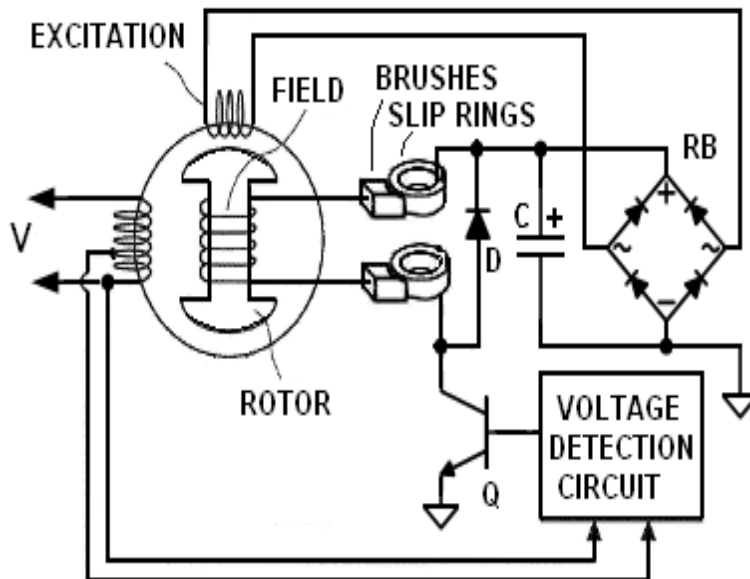 EXCITATION
FIELD
BRUSHES
SLIP RINGS
RB
V
C
+
D
+
~
~
−
ROTOR
Q
VOLTAGE
DETECTION
CIRCUIT